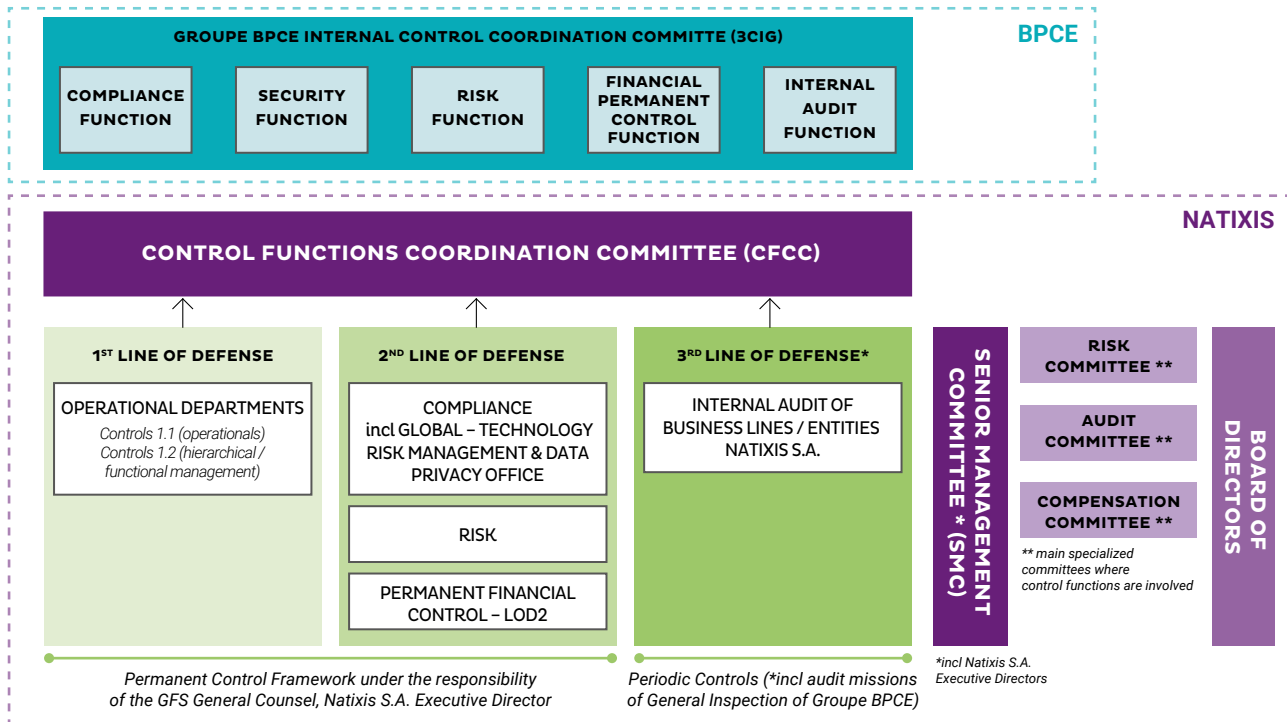 BPCE
GROUPE BPCE INTERNAL CONTROL COORDINATION COMMITTE (3CIG)
COMPLIANCE
FUNCTION
SECURITY
FUNCTION
RISK
FUNCTION
FINANCIAL
PERMANENT
CONTROL
FUNCTION
INTERNAL
AUDIT
FUNCTION
NATIXIS
CONTROL FUNCTIONS COORDINATION COMMITTEE (CFCC)
1ST LINE OF DEFENSE
OPERATIONAL DEPARTMENTS
Controls 1.1 (operationals)
Controls 1.2 (hierarchical /
functional management)
2ND LINE OF DEFENSE
COMPLIANCE
incl GLOBAL – TECHNOLOGY
RISK MANAGEMENT & DATA
PRIVACY OFFICE
RISK
PERMANENT FINANCIAL
CONTROL – LOD2
3RD LINE OF DEFENSE*
INTERNAL AUDIT OF
BUSINESS LINES / ENTITIES
NATIXIS S.A.
SENIOR MANAGEMENT
COMMITTEE * (SMC)
RISK
COMMITTEE **
AUDIT
COMMITTEE **
COMPENSATION
COMMITTEE **
** main specialized
committees where
control functions are involved
BOARD OF
DIRECTORS
Permanent Control Framework under the responsibility
of the GFS General Counsel, Natixis S.A. Executive Director
Periodic Controls (*incl audit missions
of General Inspection of Groupe BPCE)
*incl Natixis S.A.
Executive Directors